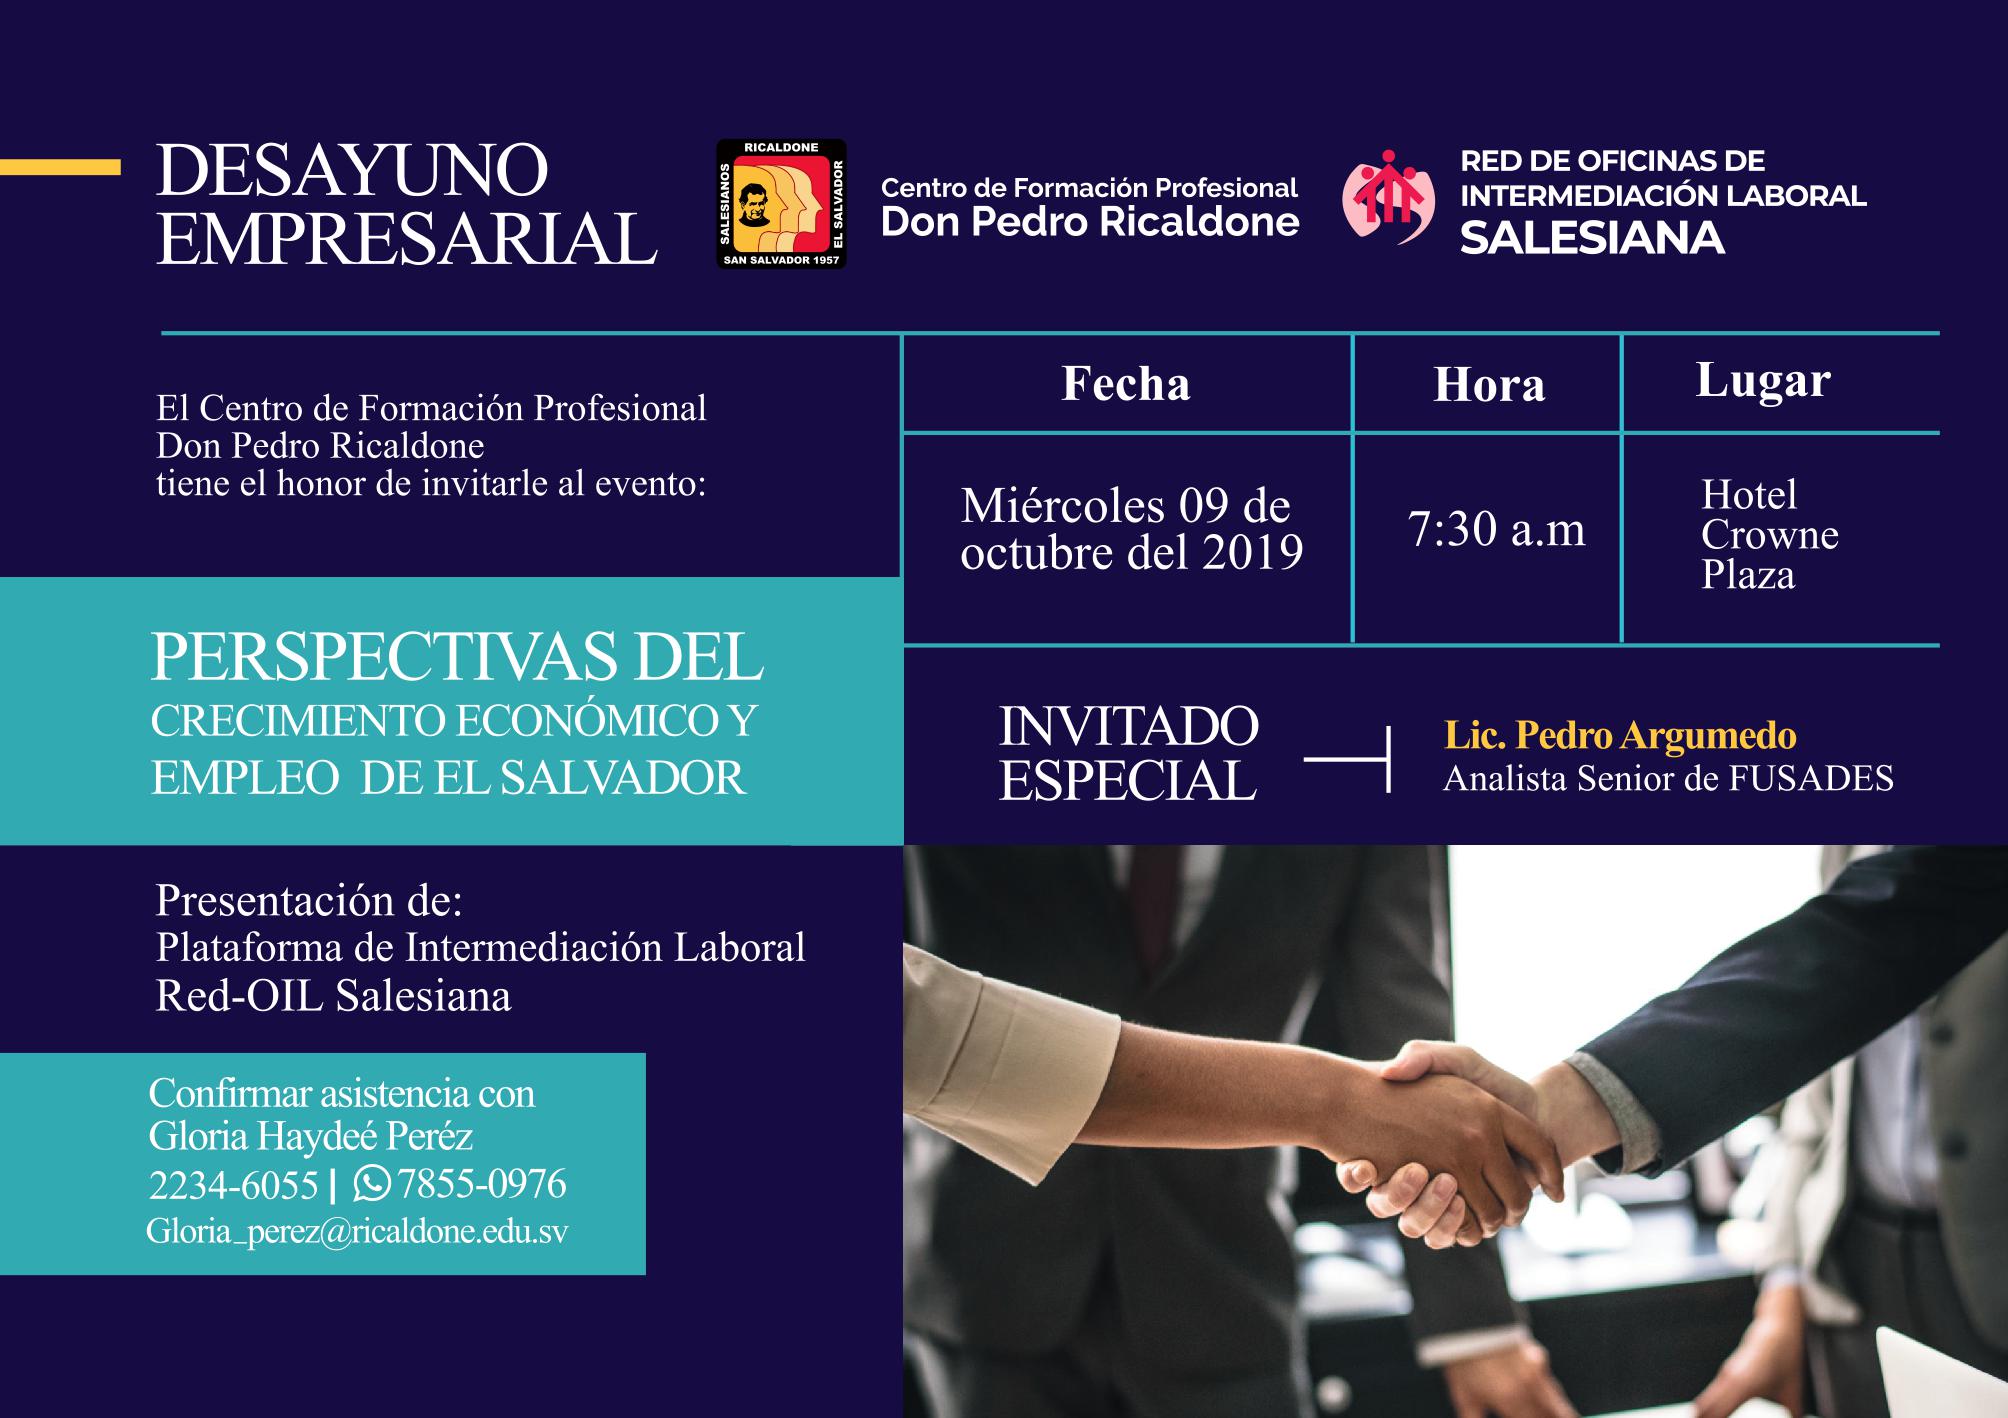 DESAYUNO
EMPRESARIAL
RICALDONE
SALESIANOS
EL SALVADOR
SAN SALVADOR 1957
Centro de Formación Profesional
Don Pedro Ricaldone
RED DE OFICINAS DE
INTERMEDIACIÓN LABORAL
SALESIANA
El Centro de Formación Profesional
Don Pedro Ricaldone
tiene el honor de invitarle al evento:
Fecha
Hora
Lugar
Miércoles 09 de
octubre del 2019
7:30 a.m
Hotel
Crowne
Plaza
PERSPECTIVAS DEL
CRECIMIENTO ECONÓMICO Y
EMPLEO DE EL SALVADOR
INVITADO
ESPECIAL
Lic. Pedro Argumedo
Analista Senior de FUSADES
Presentación de:
Plataforma de Intermediación Laboral
Red-OIL Salesiana
Confirmar asistencia con
Gloria Haydeé Peréz
2234-6055 | 7855-0976
Gloria_perez@ricaldone.edu.sv